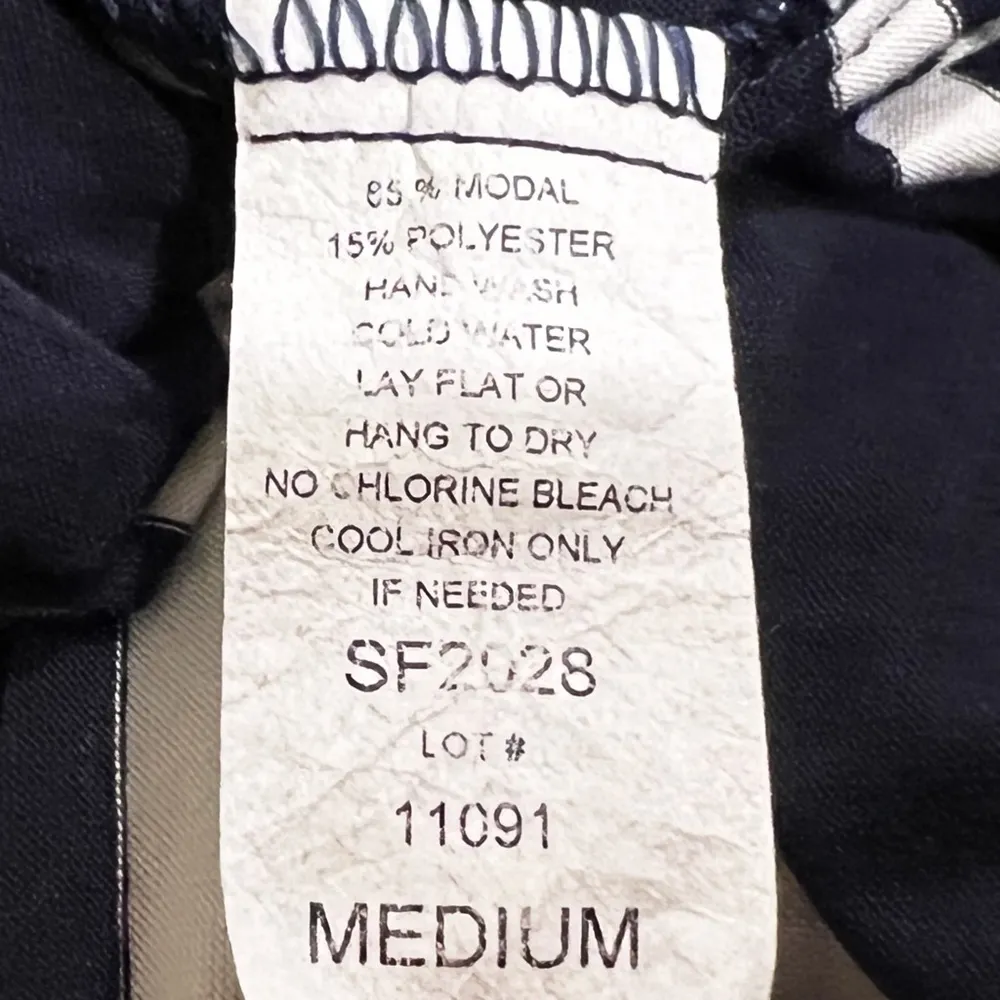 85% MODAL
15% POLYESTER
HAND WASH
COLD WATER
LAY FLAT OR
HANG TO DRY
NO CHLORINE BLEACH
COOL IRON ONLY
IF NEEDED
SF2028
LOT #
11091
MEDIUM